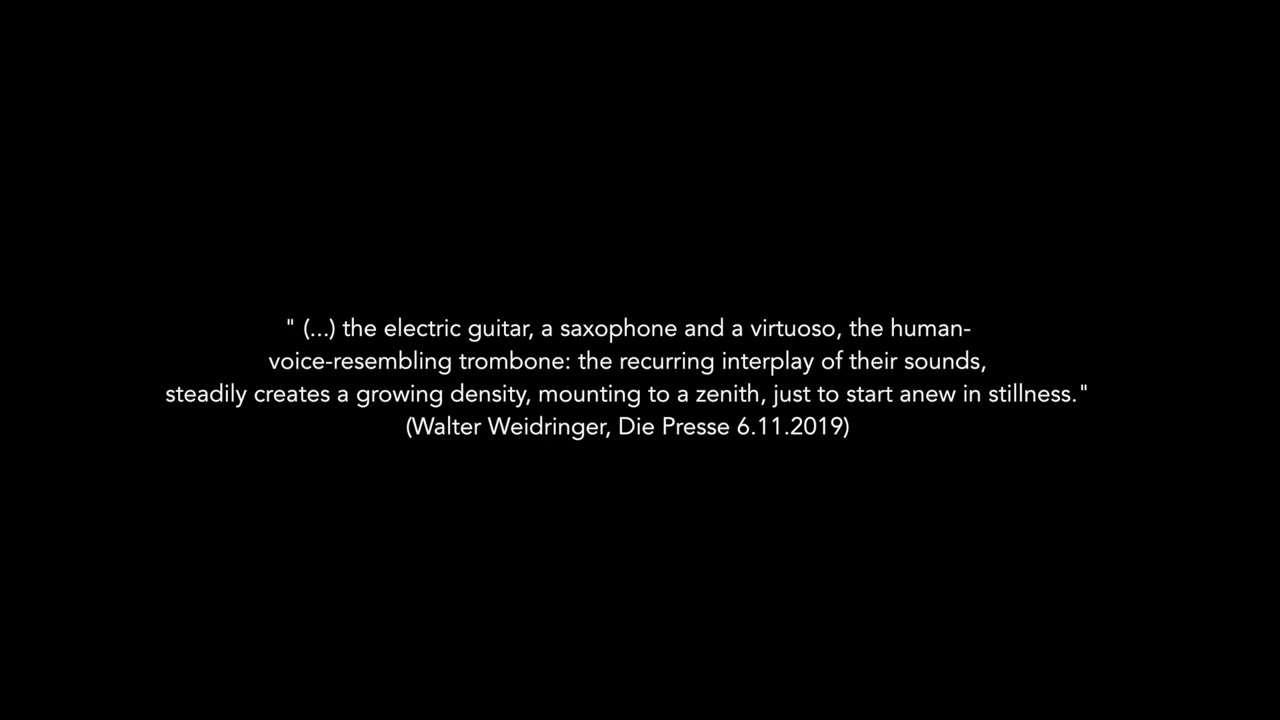 " (...) the electric guitar, a saxophone and a virtuoso, the human-
voice-resembling trombone: the recurring interplay of their sounds,
steadily creates a growing density, mounting to a zenith, just to start anew in stillness."
(Walter Weidringer, Die Presse 6.11.2019)